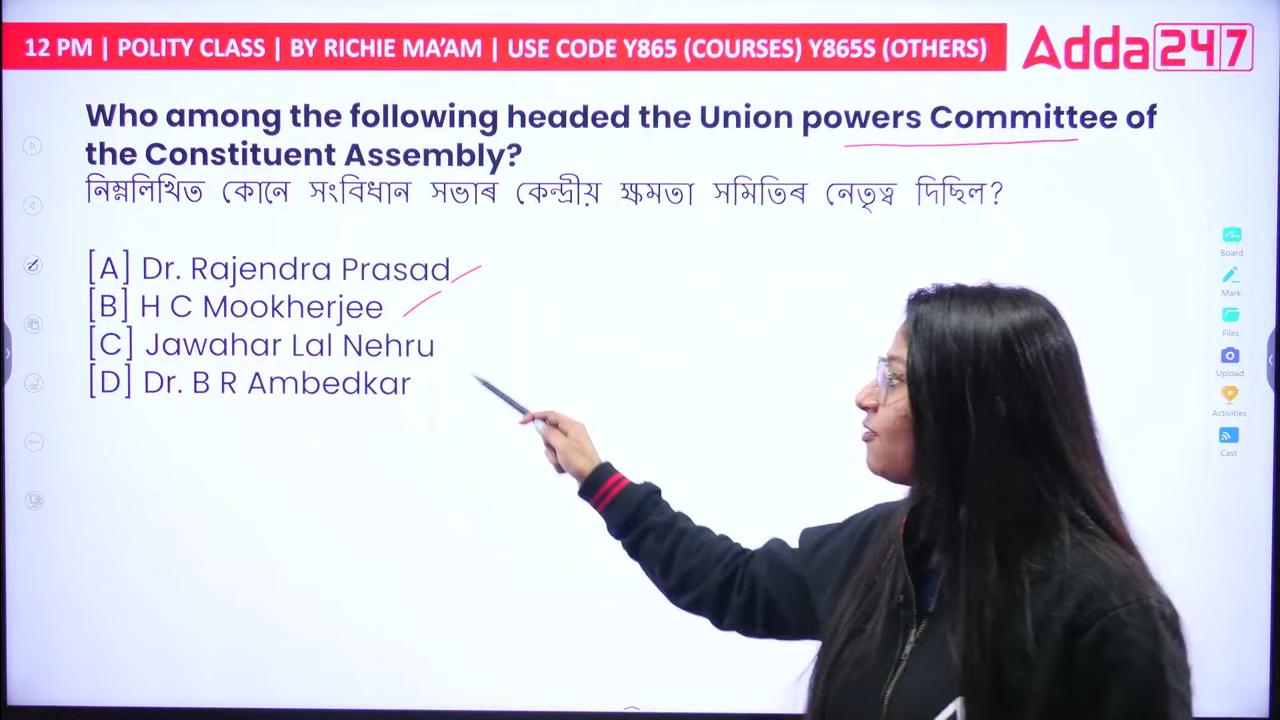 12 PM | POLITY CLASS | BY RICHIE MA'AM | USE CODE Y865 (COURSES) Y865S (OTHERS)
Adda247
Who among the following headed the Union powers Committee of
the Constituent Assembly?
নিম্নলিখিত কোনে সংবিধান সভাৰ কেন্দ্ৰীয় ক্ষমতা সমিতিৰ নেতৃত্ব দিছিল?
[A] Dr. Rajendra Prasad
[B] H C Mookherjee
[C] Jawahar Lal Nehru
[D] Dr. B R Ambedkar
Board
Mark
Files
Upload
Activities
Cast